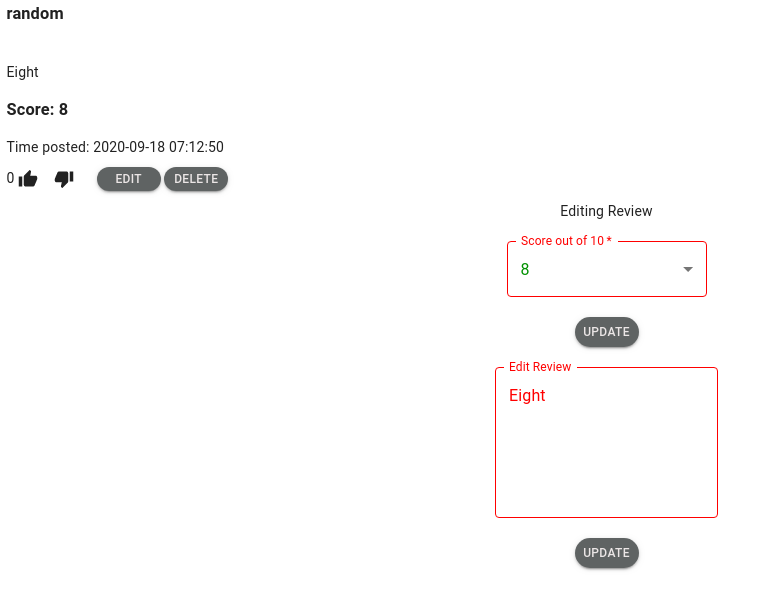 random
Eight
Score: 8
Time posted: 2020-09-18 07:12:50
0 EDIT DELETE
Editing Review
Score out of 10 *
8
UPDATE
Edit Review
Eight
UPDATE